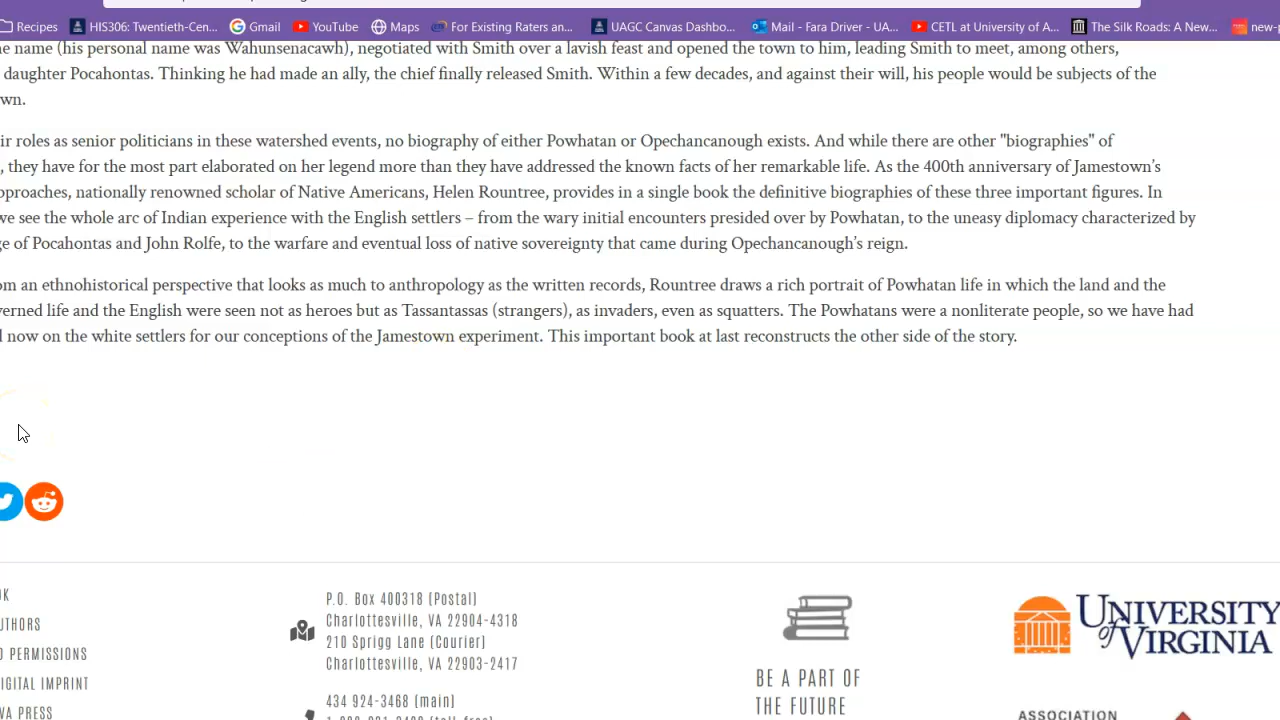 Recipes HIS306: Twentieth-Cen... Gmail YouTube Maps For Existing Raters an... UAGC Canvas Dashbo... Mail - Fara Driver - UA... CETL at University of A... The Silk Roads: A New... new-p
ne name (his personal name was Wahunsenacawh), negotiated with Smith over a lavish feast and opened the town to him, leading Smith to meet, among others,
daughter Pocahontas. Thinking he had made an ally, the chief finally released Smith. Within a few decades, and against their will, his people would be subjects of the
wn.
ir roles as senior politicians in these watershed events, no biography of either Powhatan or Opechancanough exists. And while there are other "biographies" of
, they have for the most part elaborated on her legend more than they have addressed the known facts of her remarkable life. As the 400th anniversary of Jamestown's
pproaches, nationally renowned scholar of Native Americans, Helen Rountree, provides in a single book the definitive biographies of these three important figures. In
we see the whole arc of Indian experience with the English settlers – from the wary initial encounters presided over by Powhatan, to the uneasy diplomacy characterized by
ge of Pocahontas and John Rolfe, to the warfare and eventual loss of native sovereignty that came during Opechancanough's reign.
om an ethnohistorical perspective that looks as much to anthropology as the written records, Rountree draws a rich portrait of Powhatan life in which the land and the
verned life and the English were seen not as heroes but as Tassantassas (strangers), as invaders, even as squatters. The Powhatans were a nonliterate people, so we have had
l now on the white settlers for our conceptions of the Jamestown experiment. This important book at last reconstructs the other side of the story.
OK
UTHORS
D PERMISSIONS
IGITAL IMPRINT
VA PRESS
P.O. Box 400318 (Postal)
Charlottesville, VA 22904-4318
210 Sprigg Lane (Courier)
Charlottesville, VA 22903-2417
434 924-3468 (main)
BE A PART OF
THE FUTURE
UNIVERSITY
of VIRGINIA
ASSOCIATION